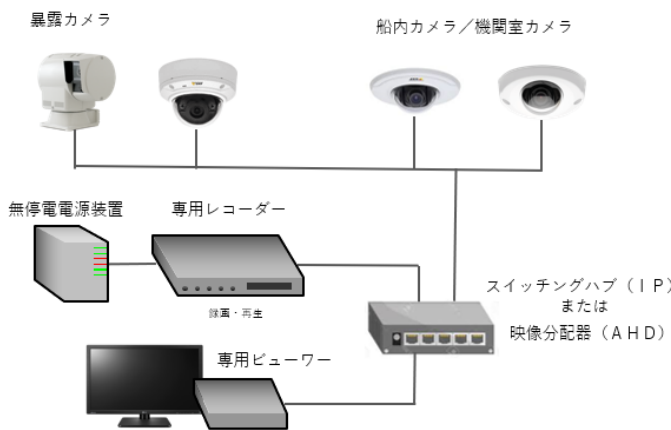 暴露カメラ
船内カメラ／機関室カメラ
無停電電源装置
専用レコーダー
録画・再生
スイッチングハブ（ＩＰ）
または
映像分配器（ＡＨＤ）
専用ビューワー